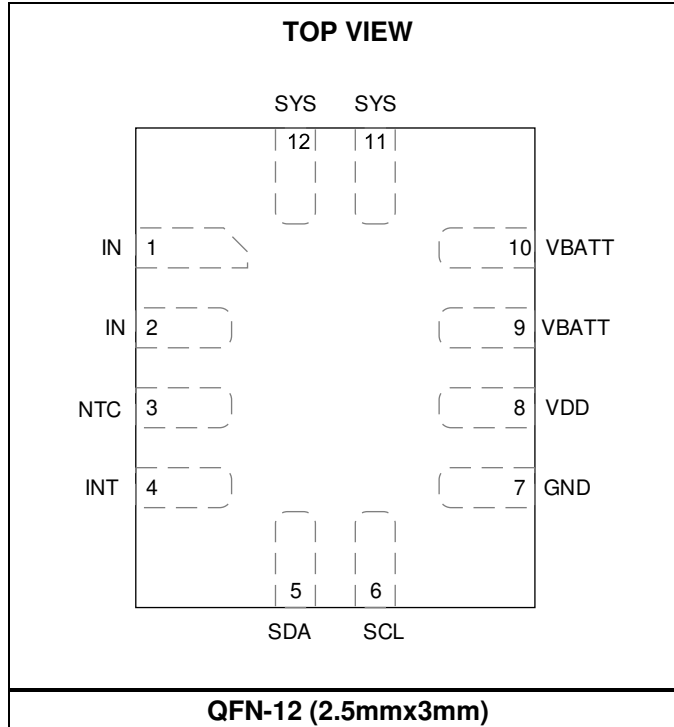 TOP VIEW
SYS SYS
12 11
IN 1 10 VBATT
IN 2 9 VBATT
NTC 3 8 VDD
INT 4 7 GND
5 6
SDA SCL
QFN-12 (2.5mmx3mm)